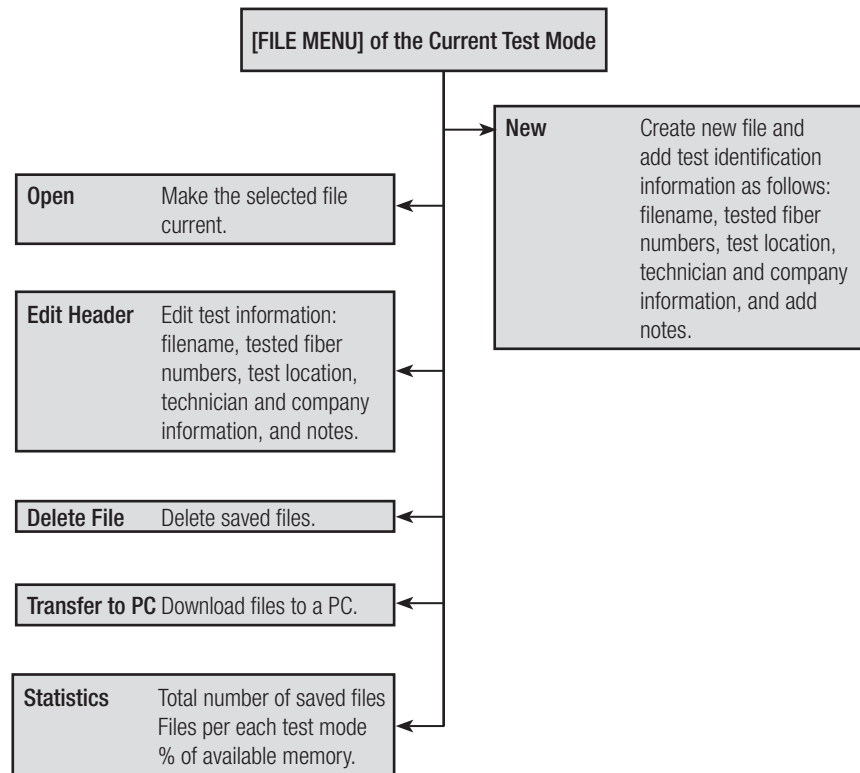 [FILE MENU] of the Current Test Mode
New Create new file and
add test identification
information as follows:
filename, tested fiber
numbers, test location,
technician and company
information, and add
notes.
Open Make the selected file
current.
Edit Header Edit test information:
filename, tested fiber
numbers, test location,
technician and company
information, and notes.
Delete File Delete saved files.
Transfer to PC Download files to a PC.
Statistics Total number of saved files
Files per each test mode
% of available memory.